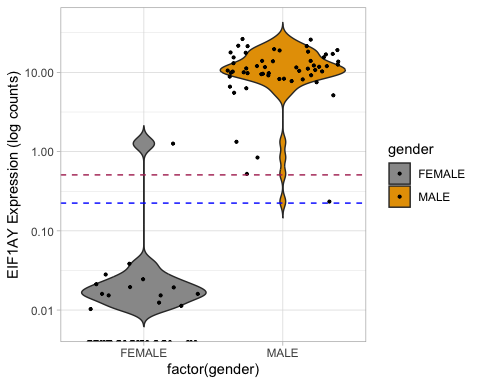 EIF1AY Expression (log counts)
10.00
1.00
0.10
0.01
FEMALE
MALE
factor(gender)
gender
FEMALE
MALE